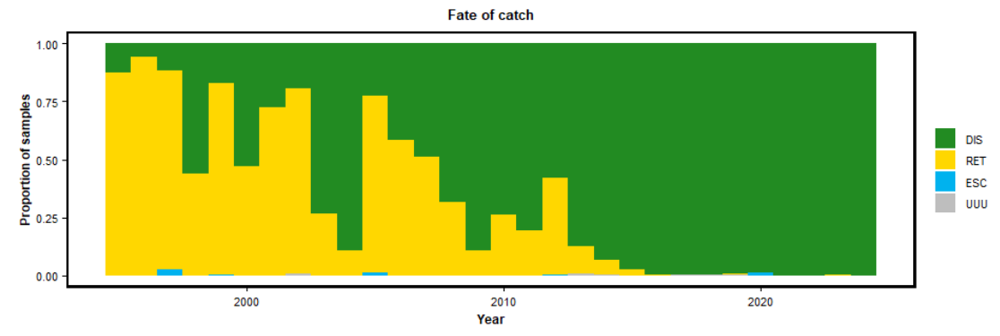 Fate of catch
Proportion of samples
1.00
0.75
0.50
0.25
0.00
2000
2010
2020
Year
DIS
RET
ESC
UUU